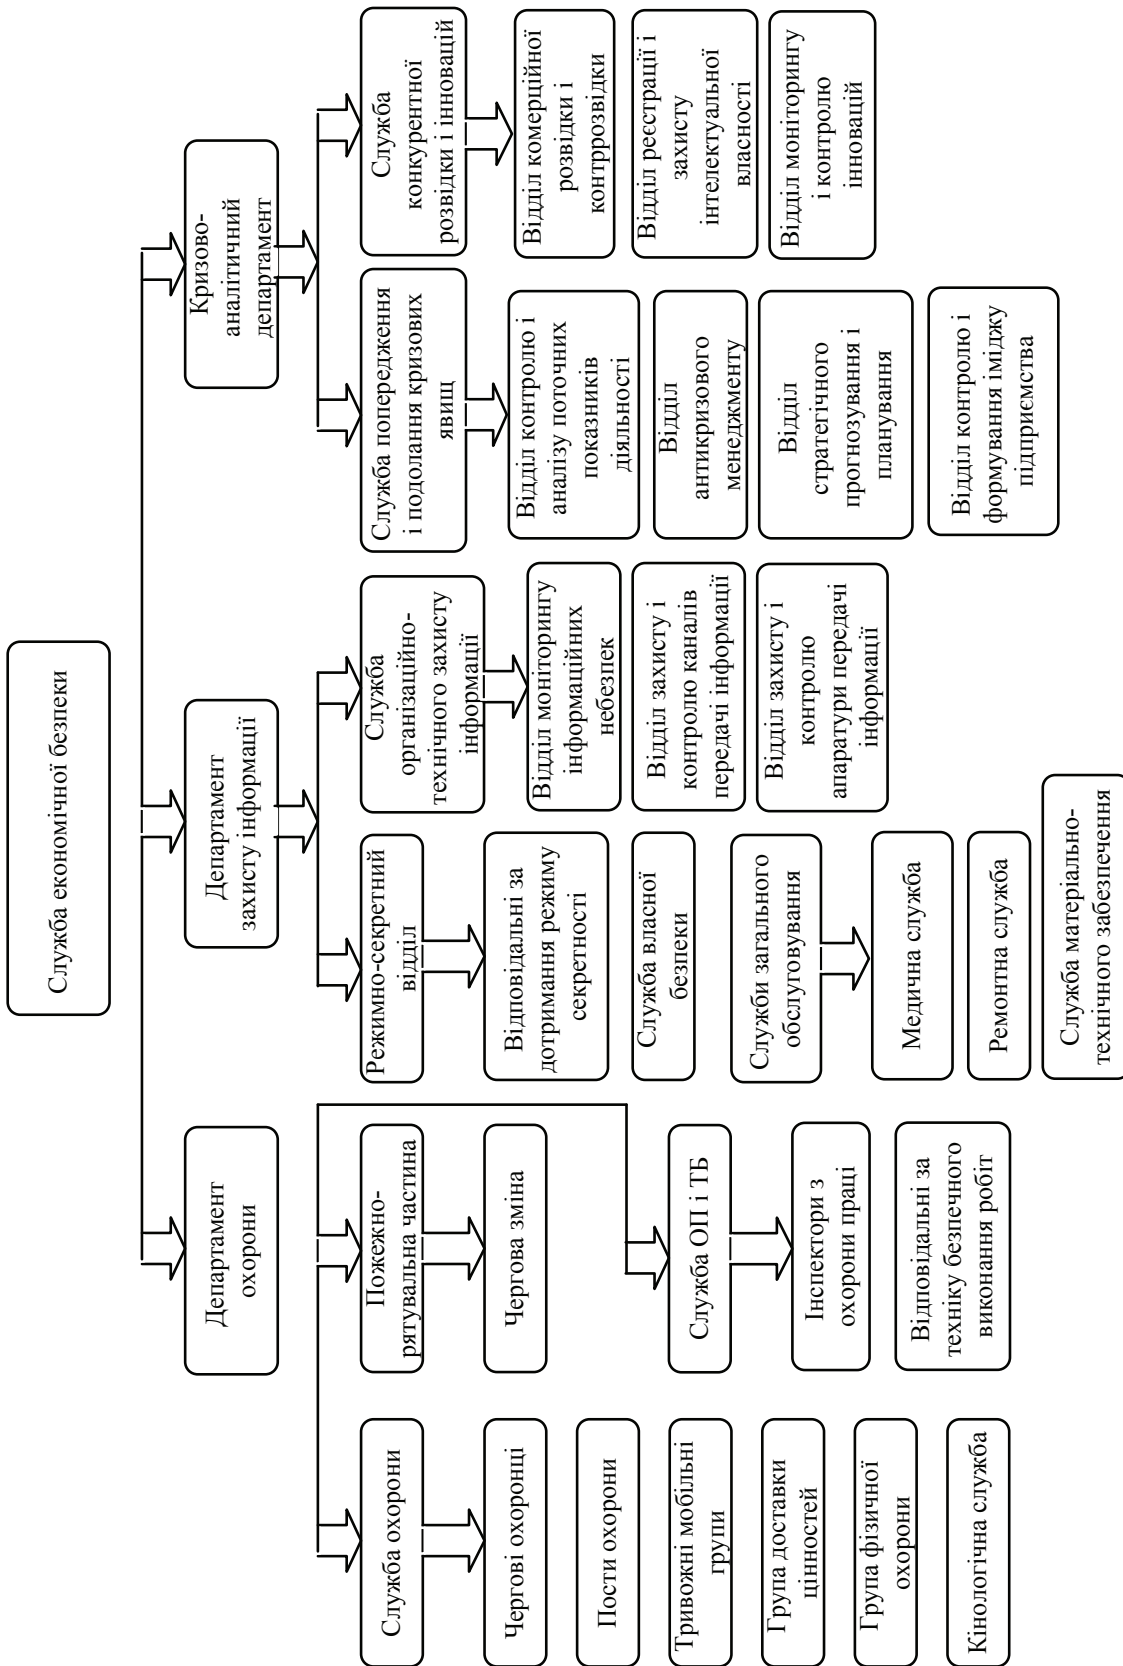 Служба економічної безпеки
Департамент
охорони
Департамент
захисту інформації
Кризово-
аналітичний
департамент
Служба охорони
Чергові охоронці
Пости охорони
Тривожні мобільні
групи
Група доставки
цінностей
Група фізичної
охорони
Кінологічна служба
Пожежно-
рятувальна частина
Чергова зміна
Служба ОП і ТБ
Інспектори з
охорони праці
Відповідальні за
техніку безпечного
виконання робіт
Режимно-секретний
відділ
Відповідальні за
дотримання режиму
секретності
Служба власної
безпеки
Служби загального
обслуговування
Медична служба
Ремонтна служба
Служба матеріально-
технічного забезпечення
Служба
організаційно-
технічного захисту
інформації
Відділ моніторингу
інформаційних
небезпек
Відділ захисту і
контролю каналів
передачі інформації
Відділ захисту і
контролю
апаратури передачі
інформації
Служба попередження
і подолання кризових
явищ
Відділ контролю і
аналізу поточних
показників
діяльності
Відділ
антикризового
менеджменту
Відділ
стратегічного
прогнозування і
планування
Відділ контролю і
формування іміджу
підприємства
Служба
конкурентної
розвідки і інновацій
Відділ комерційної
розвідки і
контррозвідки
Відділ реєстрації і
захисту
інтелектуальної
власності
Відділ моніторингу
і контролю
інновацій